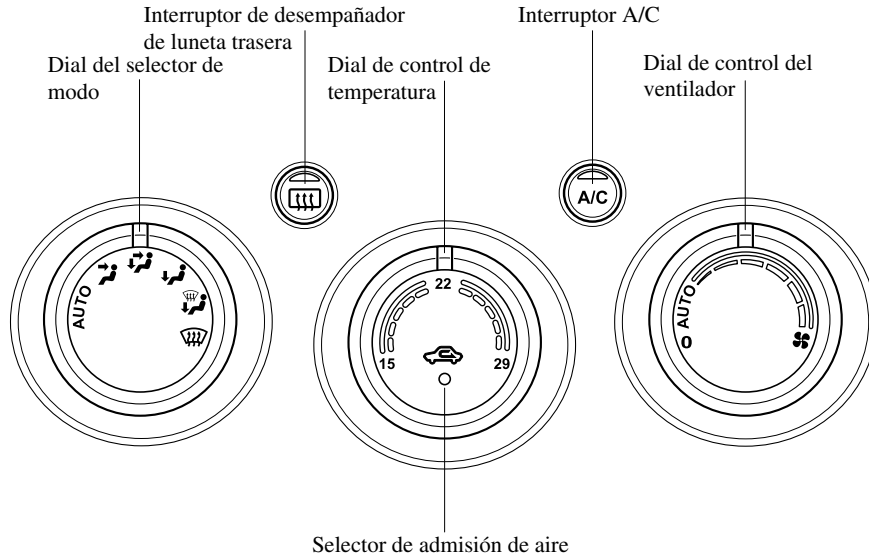 Interruptor de desempañador
de luneta trasera
Interruptor A/C
Dial del selector de
modo
Dial de control de
temperatura
Dial de control del
ventilador
A/C
AUTO
22
15
29
AUTO
0
Selector de admisión de aire